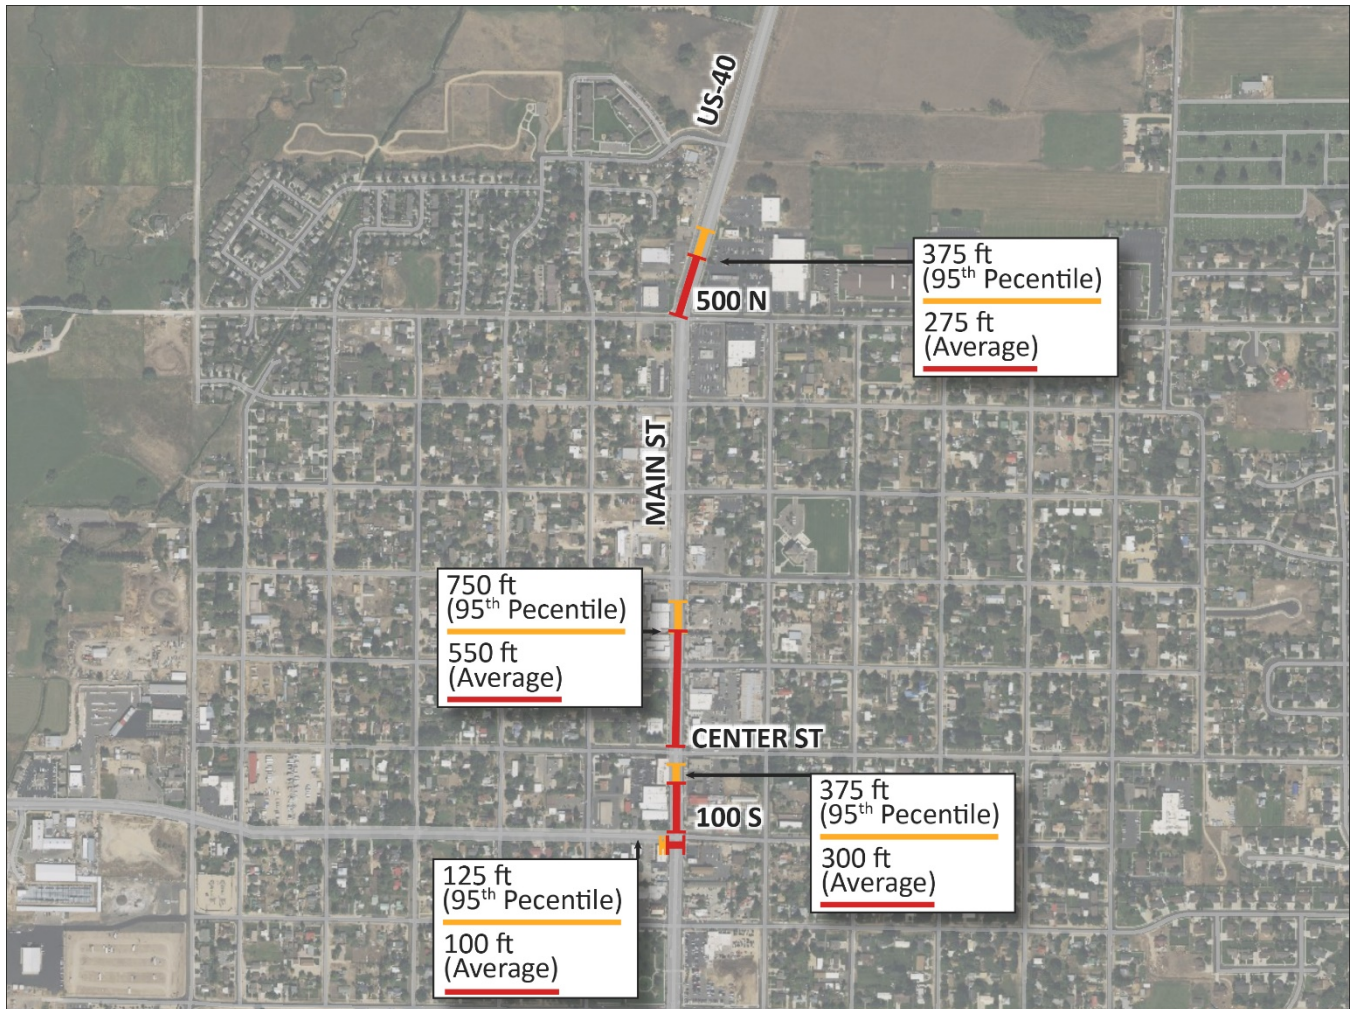 US-40
375 ft
(95th Pecentile)
275 ft
(Average)
500 N
MAIN ST
750 ft
(95th Pecentile)
550 ft
(Average)
CENTER ST
375 ft
(95th Pecentile)
300 ft
(Average)
100 S
125 ft
(95th Pecentile)
100 ft
(Average)